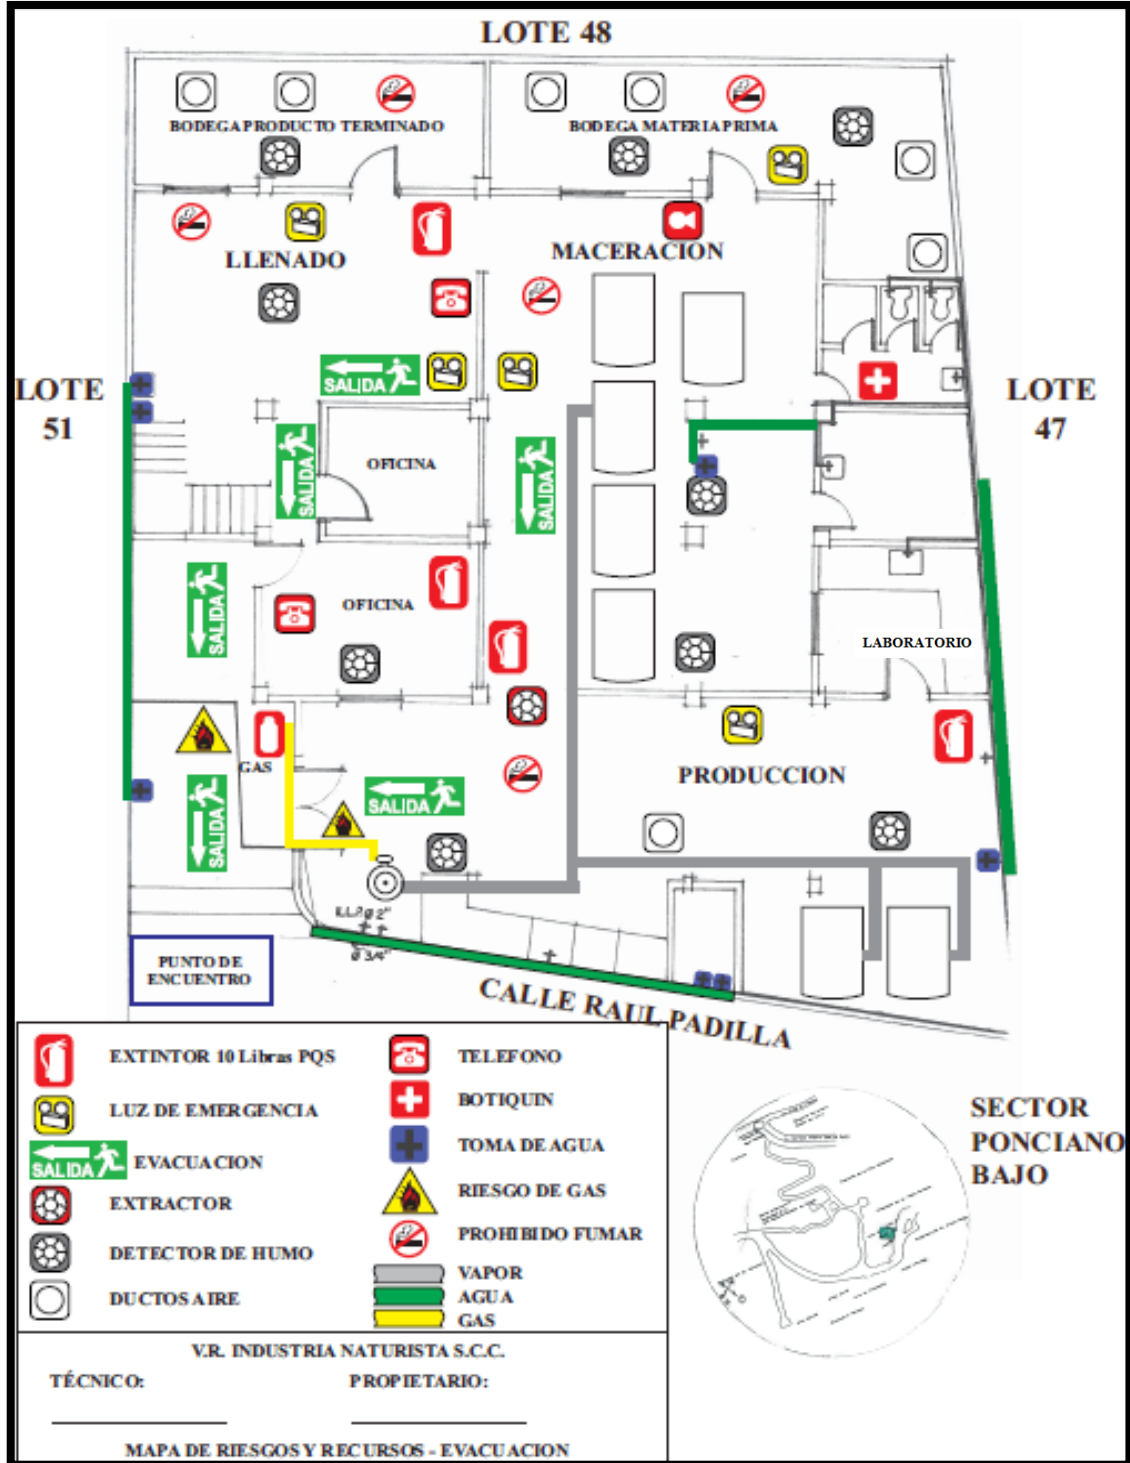 LOTE 48
BODEGA PRODUCTO TERMINADO
BODEGA MATERIA PRIMA
LLENADO
MACERACION
SALIDA
LOTE
51
LOTE
47
OFICINA
SALIDA
SALIDA
OFICINA
SALIDA
LABORATORIO
GAS
PRODUCCION
SALIDA
SALIDA
Ø 2"
Ø 3/4"
PUNTO DE
ENCUENTRO
CALLE RAUL PADILLA
EXTINTOR 10 Libras PQS
TELEFONO
LUZ DE EMERGENCIA
BOTIQUIN
SALIDA EVACUACION
TOMA DE AGUA
EXTRACTOR
RIESGO DE GAS
DETECTOR DE HUMO
PROHIBIDO FUMAR
DUCTOS AIRE
VAPOR
AGUA
GAS
SECTOR
PONCIANO
BAJO
V.R. INDUSTRIA NATURISTA S.C.C.
TÉCNICO: PROPIETARIO:
MAPA DE RIESGOS Y RECURSOS - EVACUACION